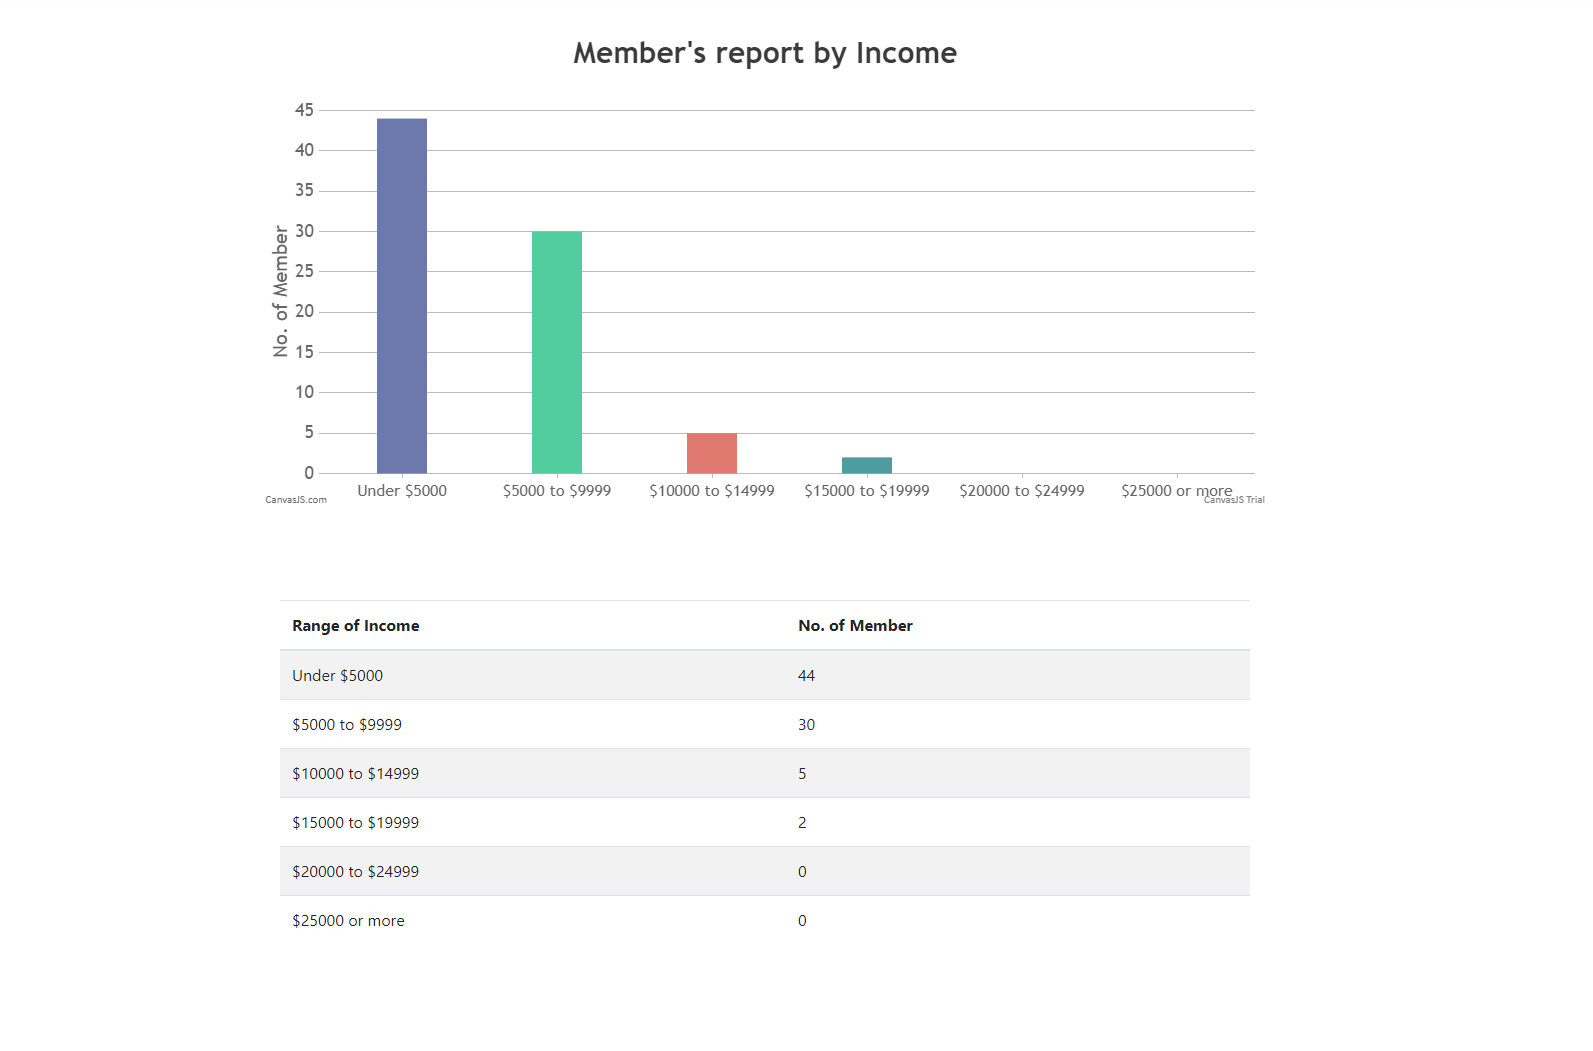 Member's report by Income
No. of Member
45
40
35
30
25
20
15
10
5
0
Under $5000 $5000 to $9999 $10000 to $14999 $15000 to $19999 $20000 to $24999 $25000 or more
CanvasJS.com CanvasJS Trial
Range of Income No. of Member
Under $5000 44
$5000 to $9999 30
$10000 to $14999 5
$15000 to $19999 2
$20000 to $24999 0
$25000 or more 0